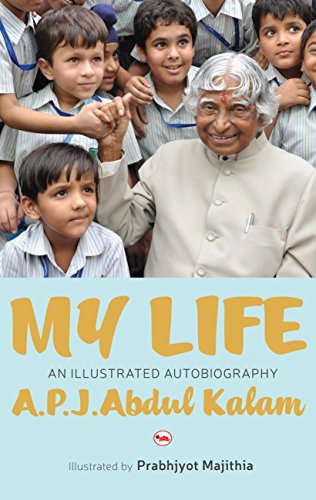 MY LIFE
AN ILLUSTRATED AUTOBIOGRAPHY
A.P.J. Abdul Kalam
Illustrated by Prabhjyot Majithia